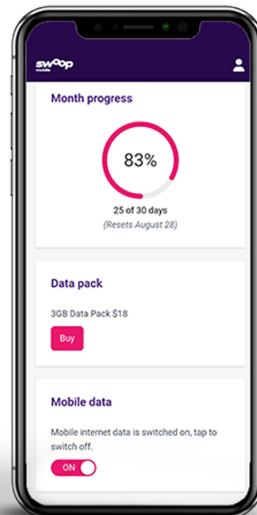 swoop
mobile
Month progress
83%
25 of 30 days
(Resets August 28)
Data pack
3GB Data Pack $18
Buy
Mobile data
Mobile internet data is switched on, tap to
switch off.
ON